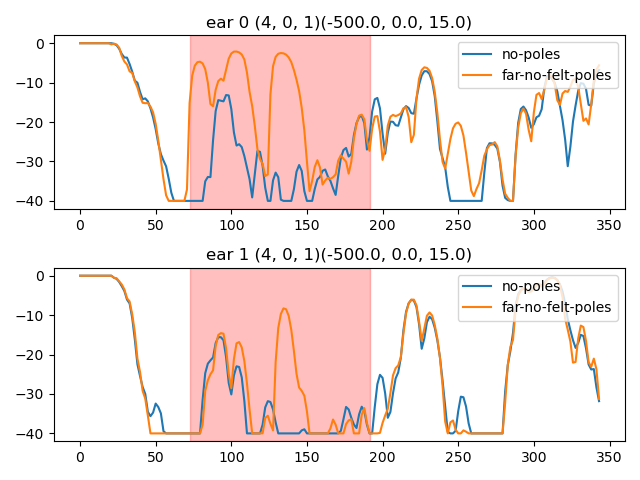 ear 0 (4, 0, 1)(-500.0, 0.0, 15.0)
0
−10
−20
−30
−40
no-poles
far-no-felt-poles
0 50 100 150 200 250 300 350
ear 1 (4, 0, 1)(-500.0, 0.0, 15.0)
0
−10
−20
−30
−40
no-poles
far-no-felt-poles
0 50 100 150 200 250 300 350